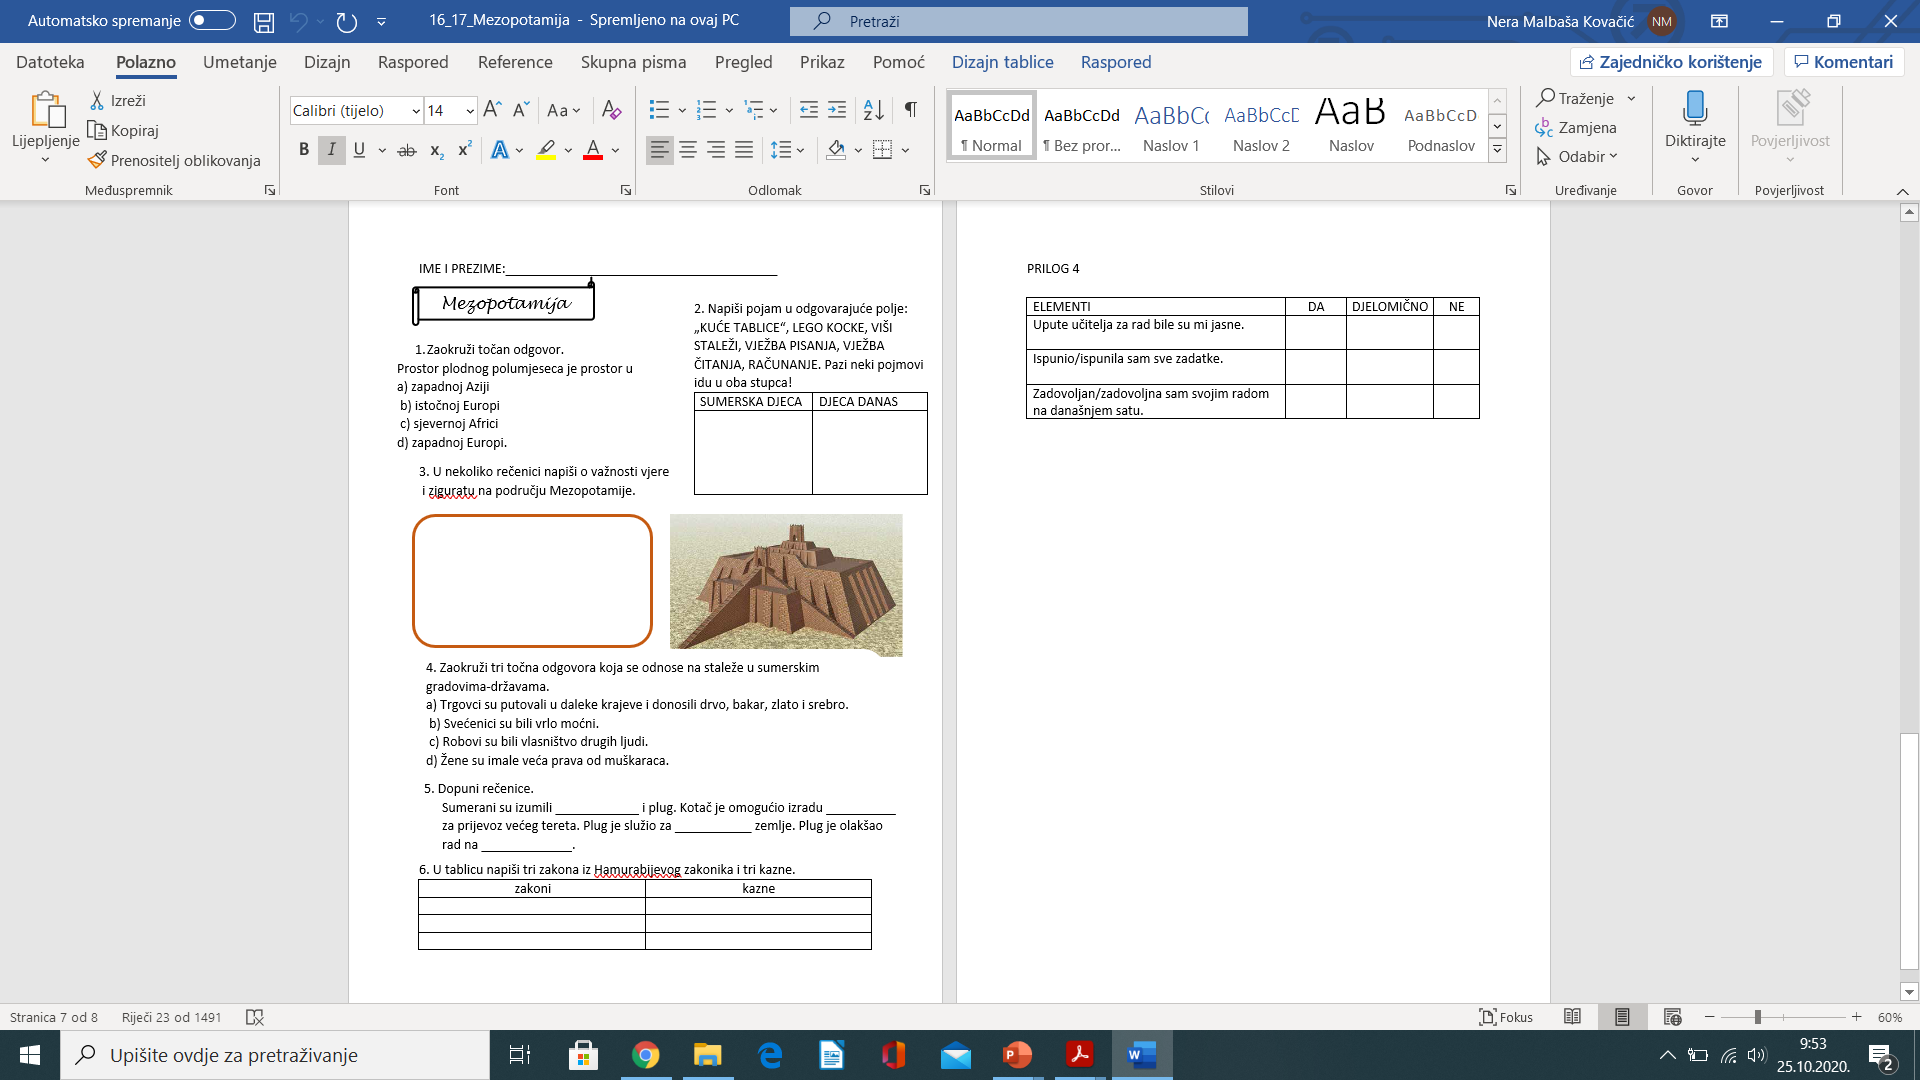 Automatsko spremanje
16_17_Mezopotamija - Spremljeno na ovaj PC
Pretraži
Nera Malbaša Kovačić
NM
Datoteka
Polazno
Umetanje
Dizajn
Raspored
Reference
Skupna pisma
Pregled
Prikaz
Pomoć
Dizajn tablice
Raspored
Zajedničko korištenje
Komentari
Lijepljenje
Izreži
Kopiraj
Prenositelj oblikovanja
Međuspremnik
Calibri (tijelo)
14
Font
Odlomak
AaBbCcDd
¶ Normal
AaBbCcDd
¶ Bez pror...
AaBbCc
Naslov 1
AaBbCcD
Naslov 2
AaB
Naslov
AaBbCcD
Podnaslov
Stilovi
Traženje
Zamjena
Odabir
Uređivanje
Diktirajte
Govor
Povjerljivost
Povjerljivost
IME I PREZIME:______________________________________
Mezopotamija
1.Zaokruži točan odgovor.
Prostor plodnog polumjeseca je prostor u
a) zapadnoj Aziji
b) istočnoj Europi
c) sjevernoj Africi
d) zapadnoj Europi.
2. Napiši pojam u odgovarajuće polje:
„KUĆE TABLICE“, LEGO KOCKE, VIŠI
STALEŽI, VJEŽBA PISANJA, VJEŽBA
ČITANJA, RAČUNANJE. Pazi neki pojmovi
idu u oba stupca!
SUMERSKA DJECA DJECA DANAS
3. U nekoliko rečenici napiši o važnosti vjere
i ziguratu na području Mezopotamije.
4. Zaokruži tri točna odgovora koja se odnose na staleže u sumerskim
gradovima-državama.
a) Trgovci su putovali u daleke krajeve i donosili drvo, bakar, zlato i srebro.
b) Svećenici su bili vrlo moćni.
c) Robovi su bili vlasništvo drugih ljudi.
d) Žene su imale veća prava od muškaraca.
5. Dopuni rečenice.
Sumerani su izumili ____________ i plug. Kotač je omogućio izradu __________
za prijevoz većeg tereta. Plug je služio za ___________ zemlje. Plug je olakšao
rad na _____________.
6. U tablicu napiši tri zakona iz Hamurabijevog zakonika i tri kazne.
zakoni kazne
PRILOG 4
ELEMENTI DA DJELOMIČNO NE
Upute učitelja za rad bile su mi jasne.
Ispunio/ispunila sam sve zadatke.
Zadovoljan/zadovoljna sam svojim radom
na današnjem satu.
Stranica 7 od 8
Riječi 23 od 1491
Fokus
60%
Upišite ovdje za pretraživanje
9:53
25.10.2020.
2